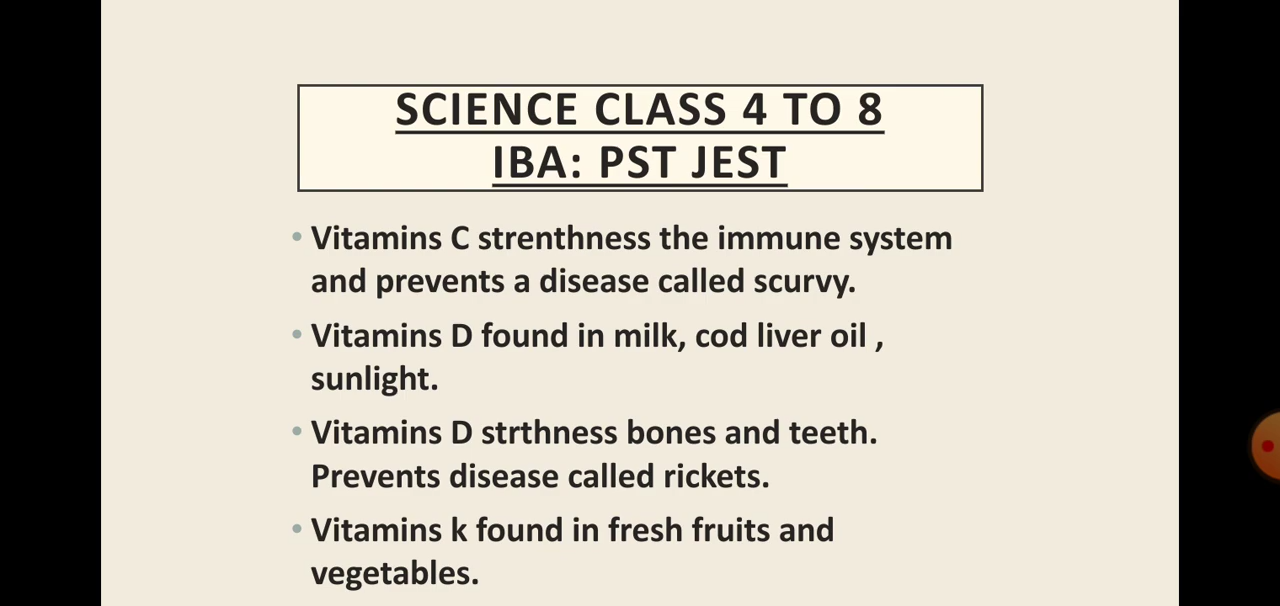 SCIENCE CLASS 4 TO 8
IBA: PST JEST
• Vitamins C strenthness the immune system
and prevents a disease called scurvy.
• Vitamins D found in milk, cod liver oil ,
sunlight.
• Vitamins D strthness bones and teeth.
Prevents disease called rickets.
• Vitamins k found in fresh fruits and
vegetables.